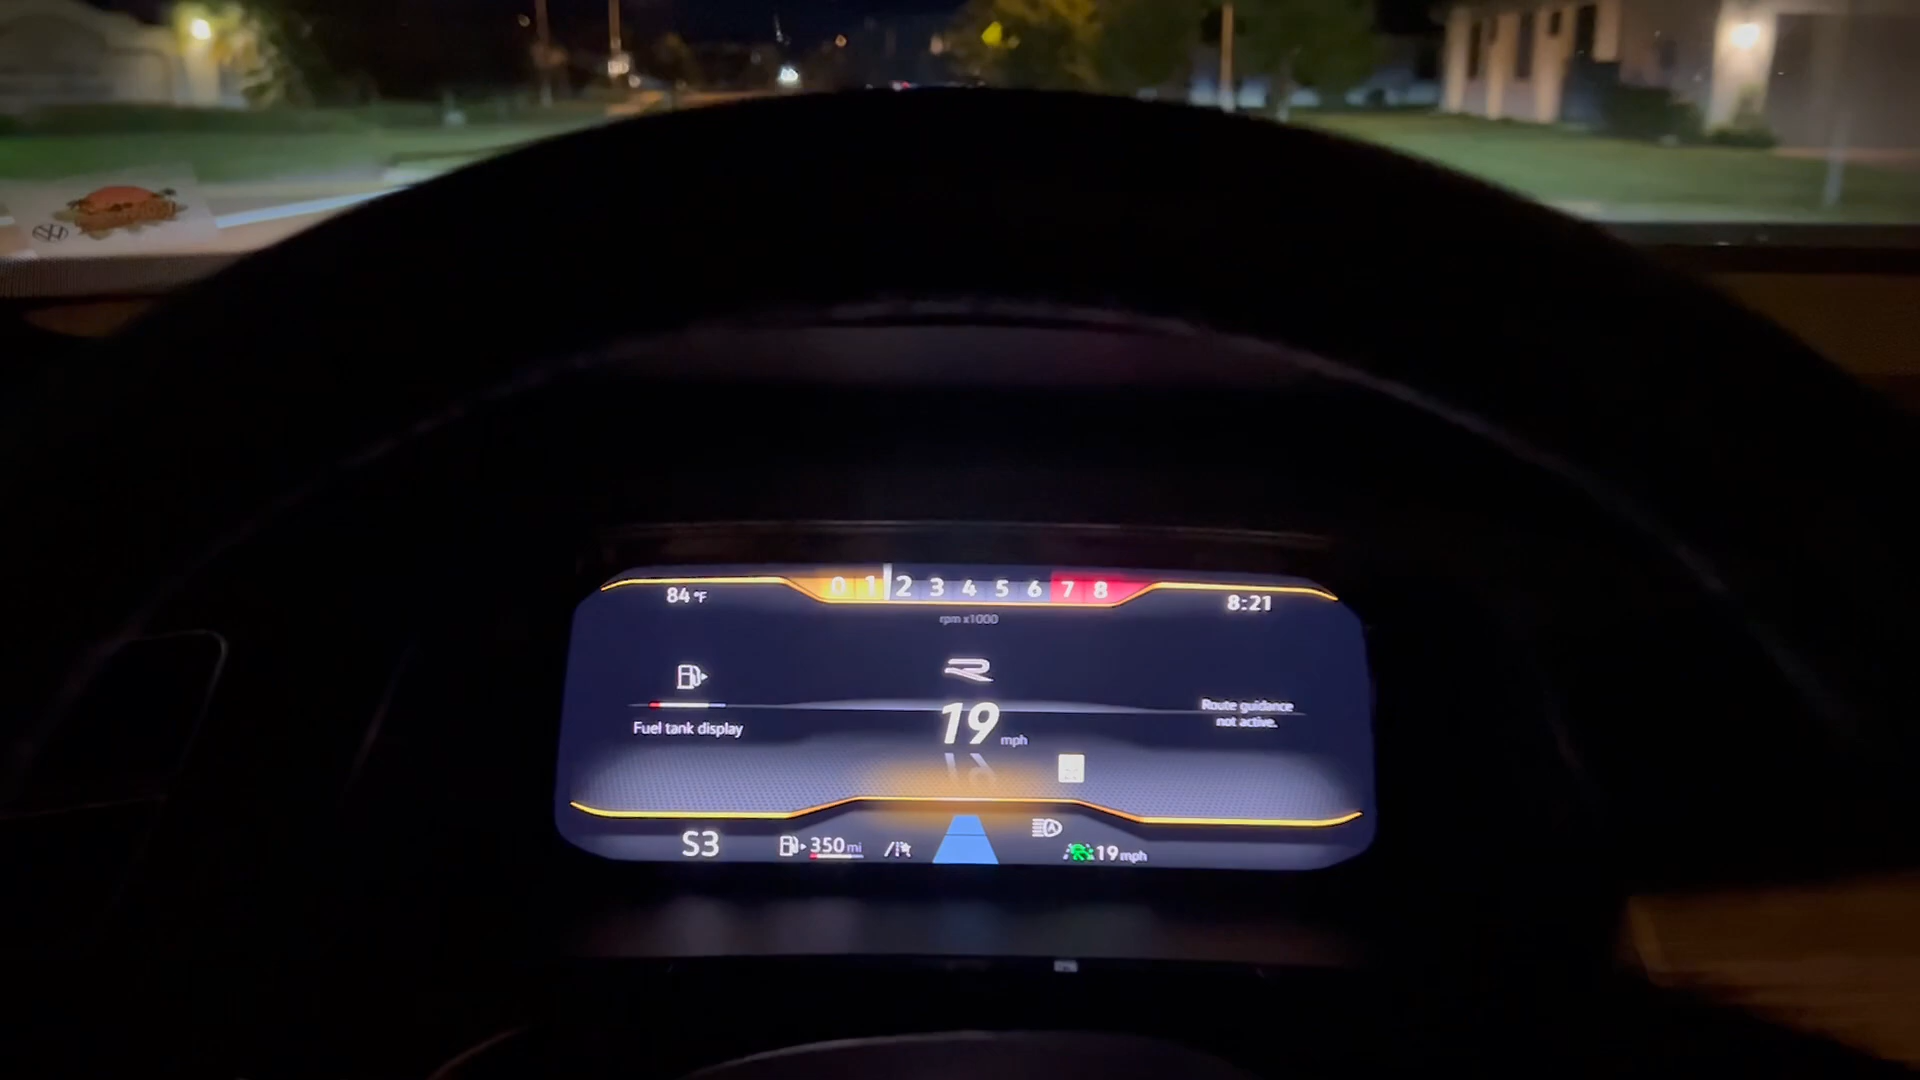 0 1 2 3 4 5 6 7 8
84 °F
8:21
rpm x1000
R
Route guidance
not active.
19 mph
Fuel tank display
S3
350 mi
A
19 mph